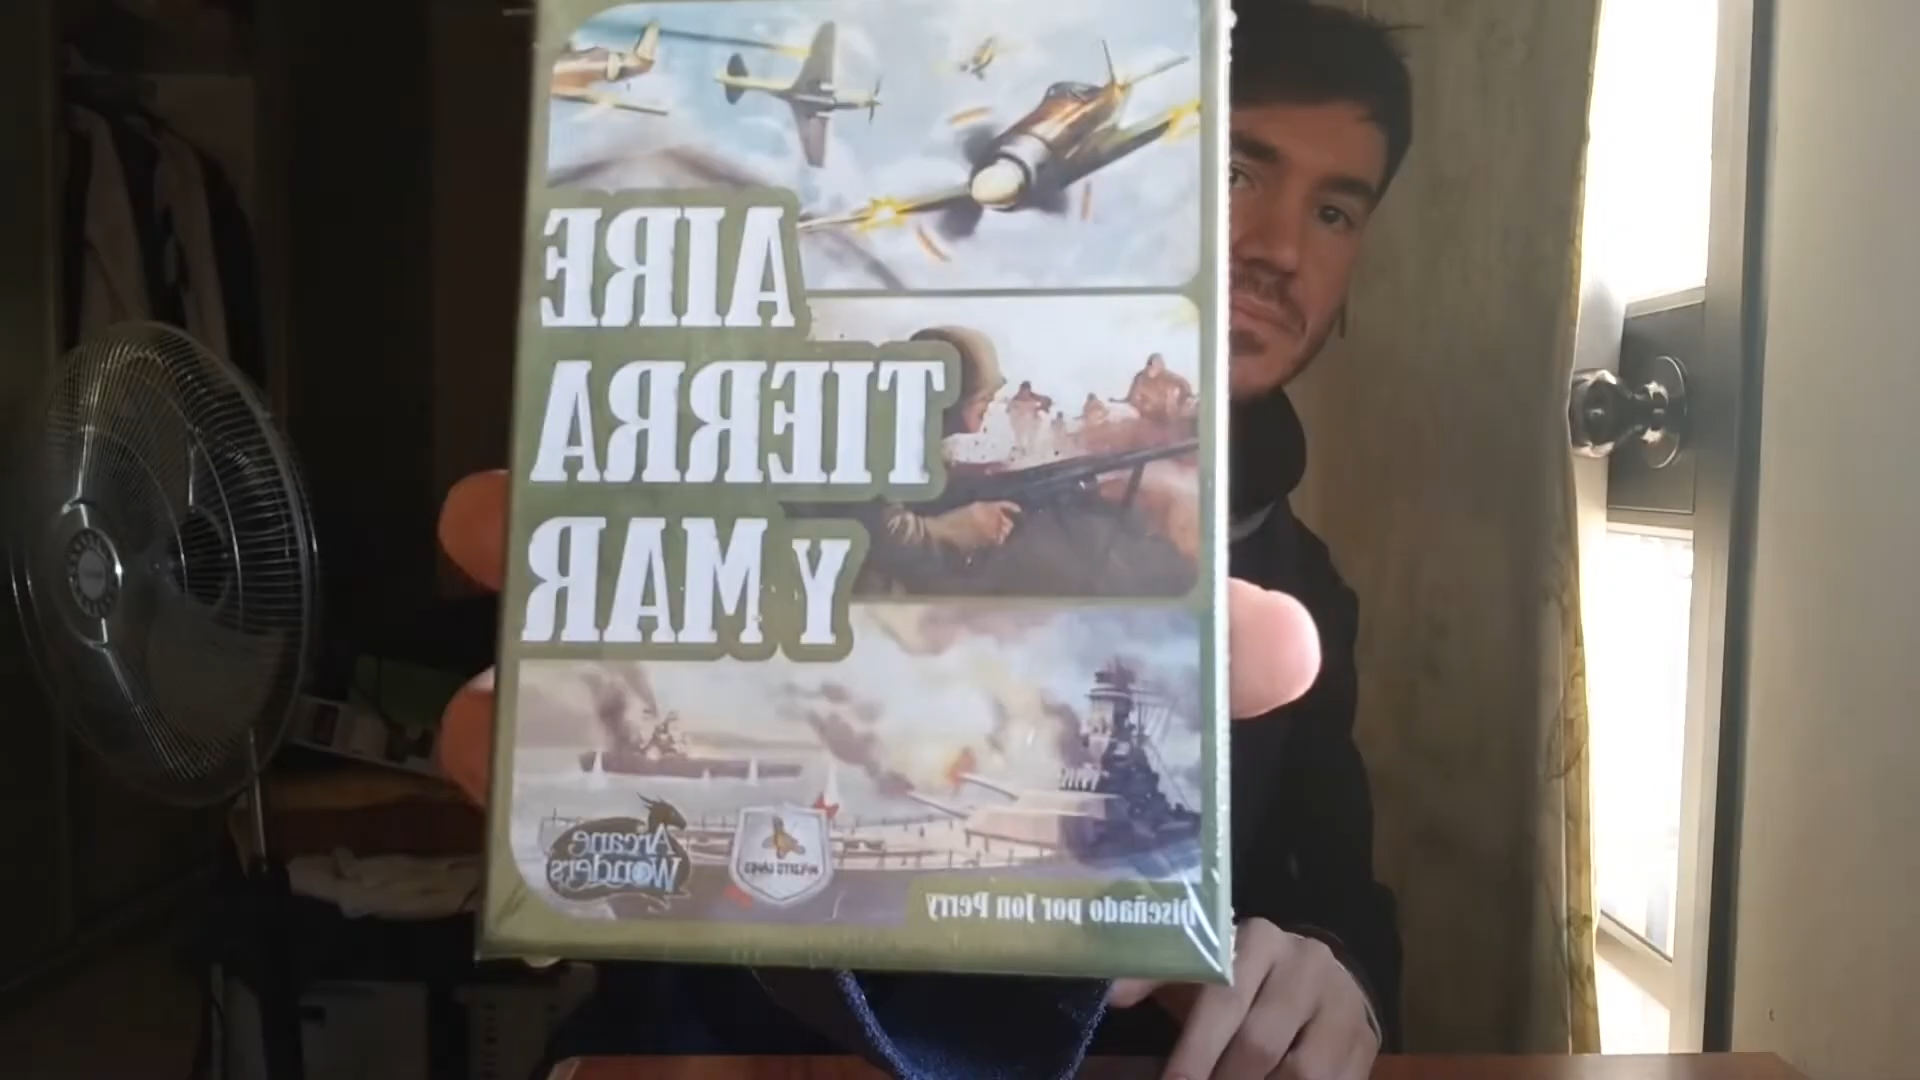 AIRE
TIERRA
Y MAR
Arcane
Wonders
Diseñado por Jon Perry